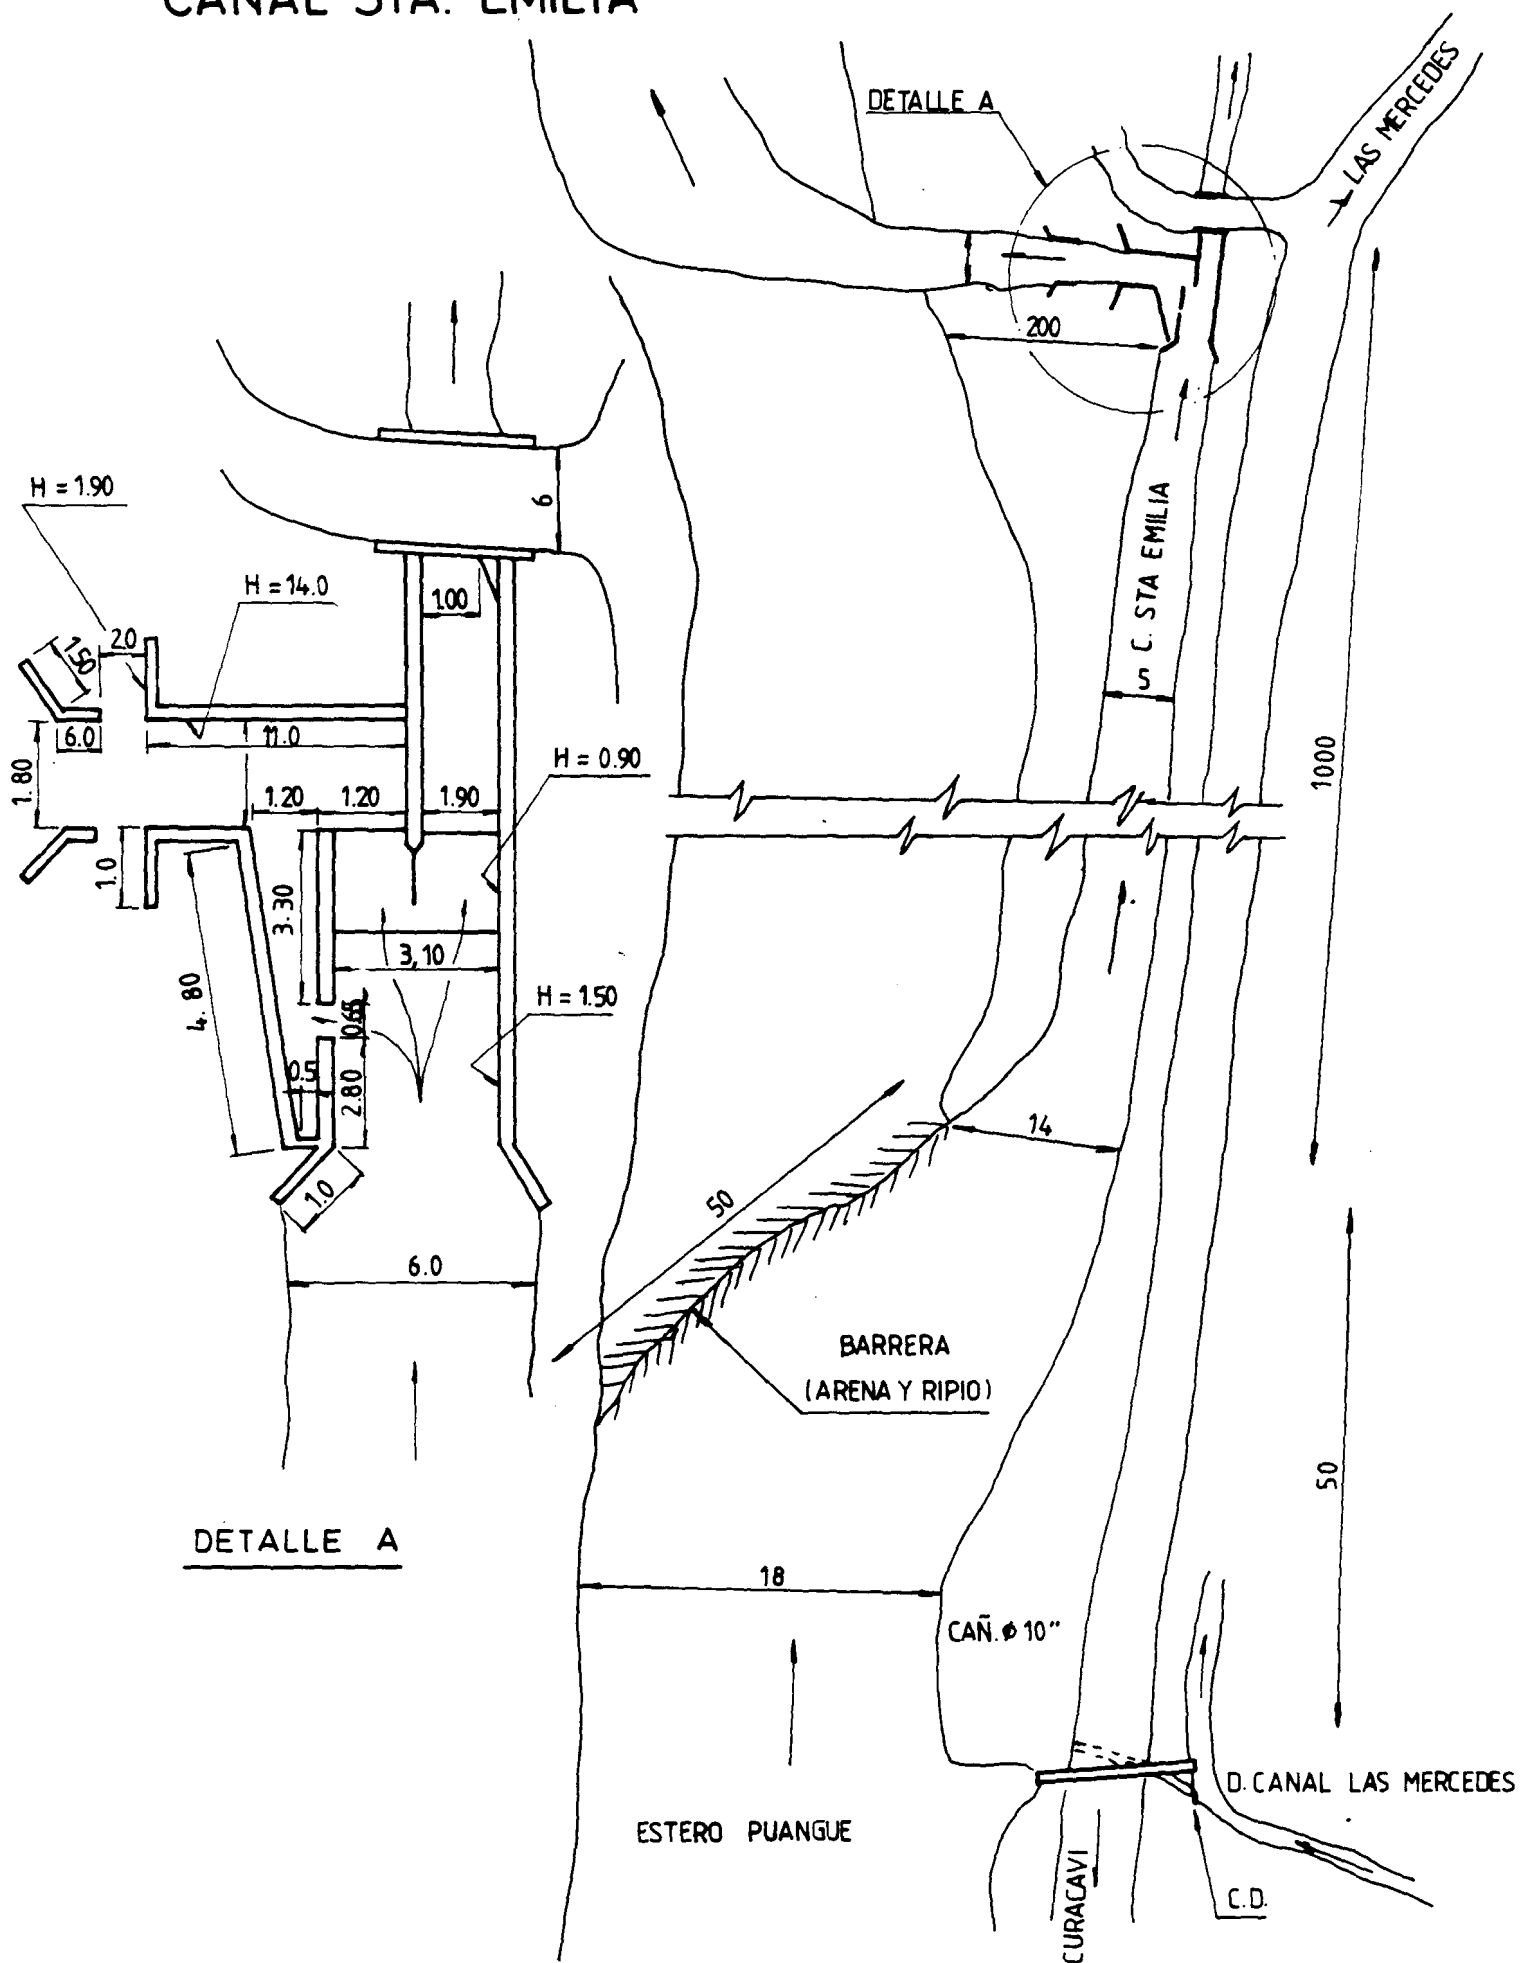 CANAL STA. EMILIA
DETALLE A
LAS MERCEDES
200
H = 1.90
6
H = 14.0
1.00
2.0
1.50
C. STA EMILIA
5
6.0
11.0
1.80
H = 0.90
1000
1.20
1.20
1.90
1.0
3.30
3,10
4.80
H = 1.50
0.65
0.5
2.80
14
1.0
50
6.0
BARRERA
(ARENA Y RIPIO)
50
DETALLE A
18
CAÑ. ø 10"
D. CANAL LAS MERCEDES
ESTERO PUANGUE
CURACAVI
C.D.